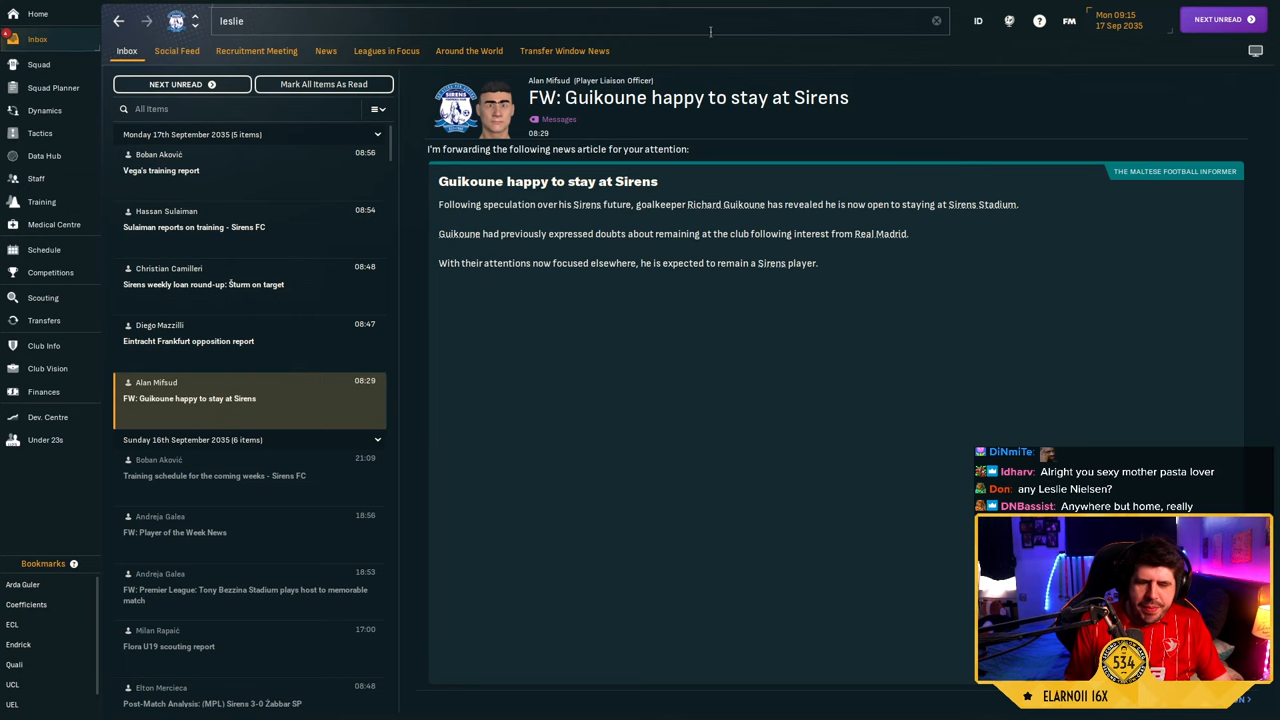 Home
leslie
ID
FM
Mon 09:15
17 Sep 2035
NEXT UNREAD
Inbox
Squad
Squad Planner
Dynamics
Tactics
Data Hub
Staff
Training
Medical Centre
Schedule
Competitions
Scouting
Transfers
Club Info
Club Vision
Finances
Dev. Centre
Under 23s
Bookmarks
Arda Guler
Coefficients
ECL
Endrick
Quali
UCL
UEL
Inbox
Social Feed
Recruitment Meeting
News
Leagues in Focus
Around the World
Transfer Window News
NEXT UNREAD
Mark All Items As Read
All Items
Monday 17th September 2035 (5 items)
Boban Aković
08:56
Vega's training report
Hassan Sulaiman
08:54
Sulaiman reports on training - Sirens FC
Christian Camilleri
08:48
Sirens weekly loan round-up: Šturm on target
Diego Mazzilli
08:47
Eintracht Frankfurt opposition report
Alan Mifsud
08:29
FW: Guikoune happy to stay at Sirens
Sunday 16th September 2035 (6 items)
Boban Aković
21:09
Training schedule for the coming weeks - Sirens FC
Andreja Galea
18:56
FW: Player of the Week News
Andreja Galea
18:53
FW: Premier League: Tony Bezzina Stadium plays host to memorable
match
Milan Rapaić
17:00
Flora U19 scouting report
Elton Mercieca
08:48
Post-Match Analysis: (MPL) Sirens 3-0 Żabbar SP
SIRENS
Alan Mifsud (Player Liaison Officer)
FW: Guikoune happy to stay at Sirens
Messages
08:29
I'm forwarding the following news article for your attention:
THE MALTESE FOOTBALL INFORMER
Guikoune happy to stay at Sirens
Following speculation over his Sirens future, goalkeeper Richard Guikoune has revealed he is now open to staying at Sirens Stadium.
Guikoune had previously expressed doubts about remaining at the club following interest from Real Madrid.
With their attentions now focused elsewhere, he is expected to remain a Sirens player.
DiNmiTe:
Idharv: Alright you sexy mother pasta lover
Don: any Leslie Nielsen?
DNBassist: Anywhere but home, really
534
ELARNO11 16X